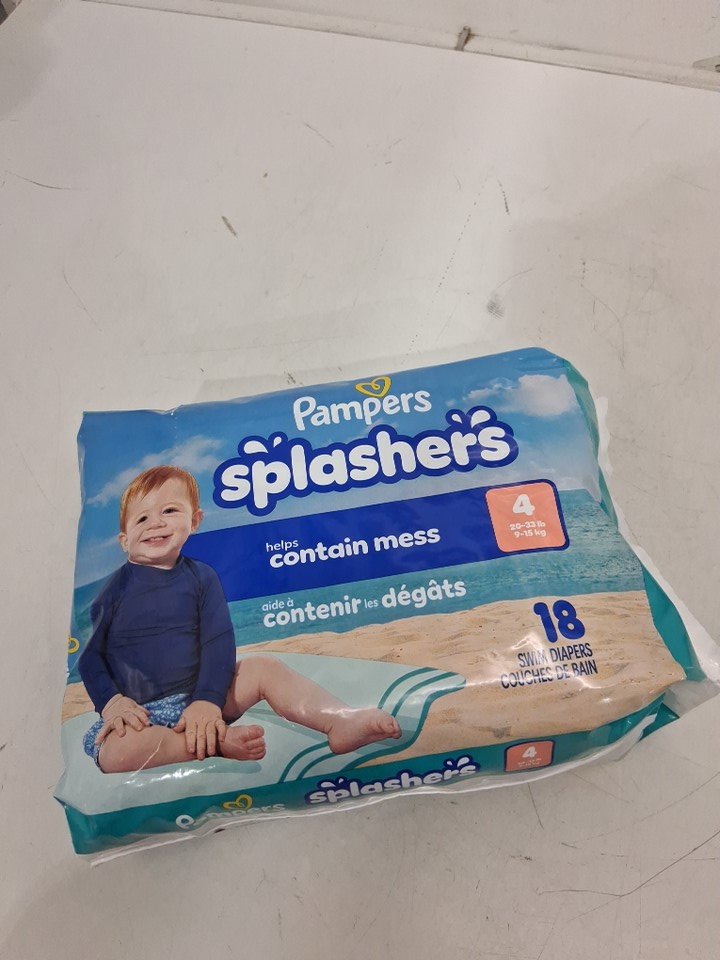 Pampers
splashers
4
20-33 lb
9-15 kg
helps
contain mess
aide à
contenir les dégâts
18
SWIM DIAPERS
COUCHES DE BAIN
Pampers
splashers
4